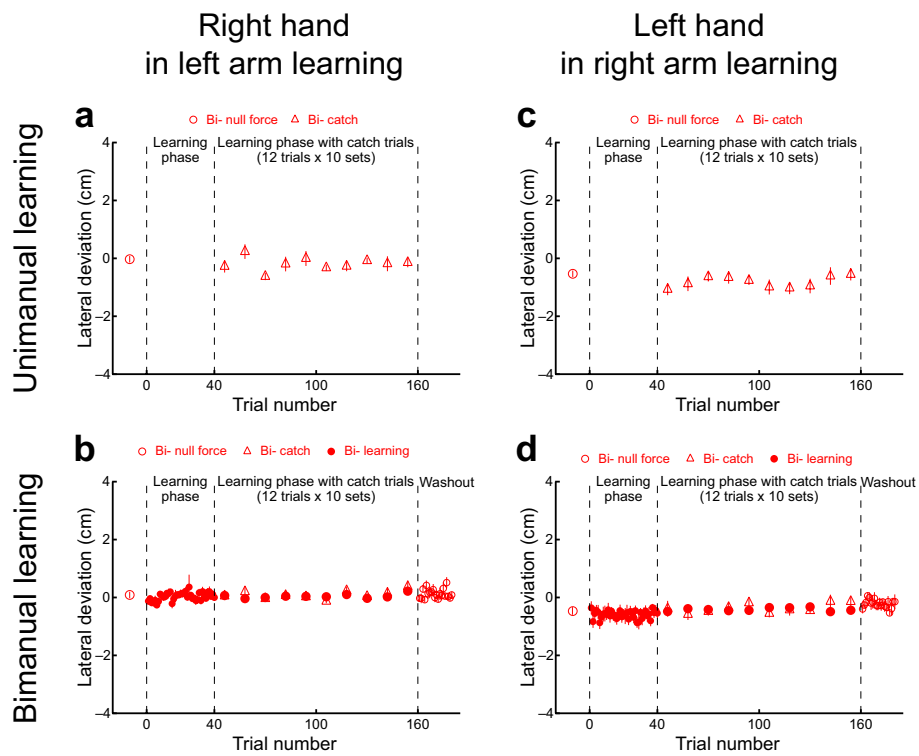 Right hand
in left arm learning
Left hand
in right arm learning
Unimanual learning
Bimanual learning
a
Bi- null force Bi- catch
Learning
phase
Learning phase with catch trials
(12 trials x 10 sets)
Lateral deviation (cm)
4
2
0
−2
−4
0 40 100 160
Trial number
c
Bi- null force Bi- catch
Learning
phase
Learning phase with catch trials
(12 trials x 10 sets)
Lateral deviation (cm)
4
2
0
−2
−4
0 40 100 160
Trial number
b
Bi- null force Bi- catch Bi- learning
Learning
phase
Learning phase with catch trials
(12 trials x 10 sets)
Washout
Lateral deviation (cm)
4
2
0
−2
−4
0 40 100 160
Trial number
d
Bi- null force Bi- catch Bi- learning
Learning
phase
Learning phase with catch trials
(12 trials x 10 sets)
Washout
Lateral deviation (cm)
4
2
0
−2
−4
0 40 100 160
Trial number